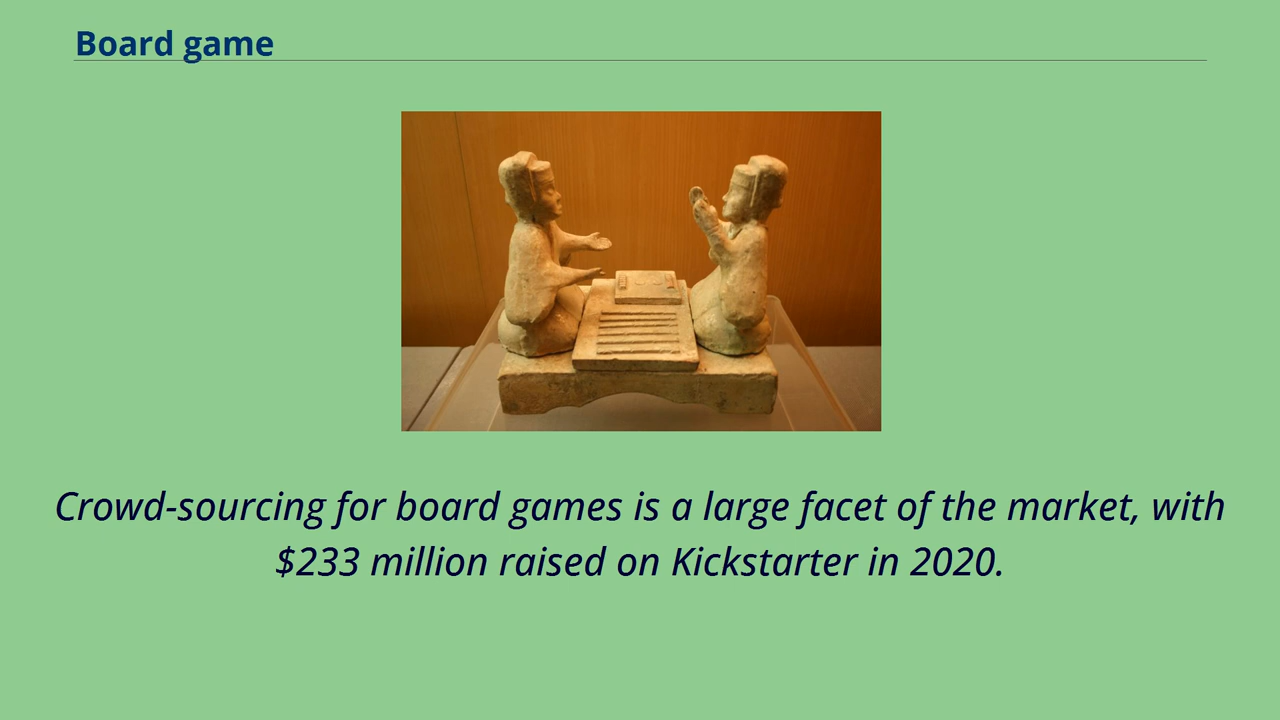 Board game
Crowd-sourcing for board games is a large facet of the market, with
$233 million raised on Kickstarter in 2020.